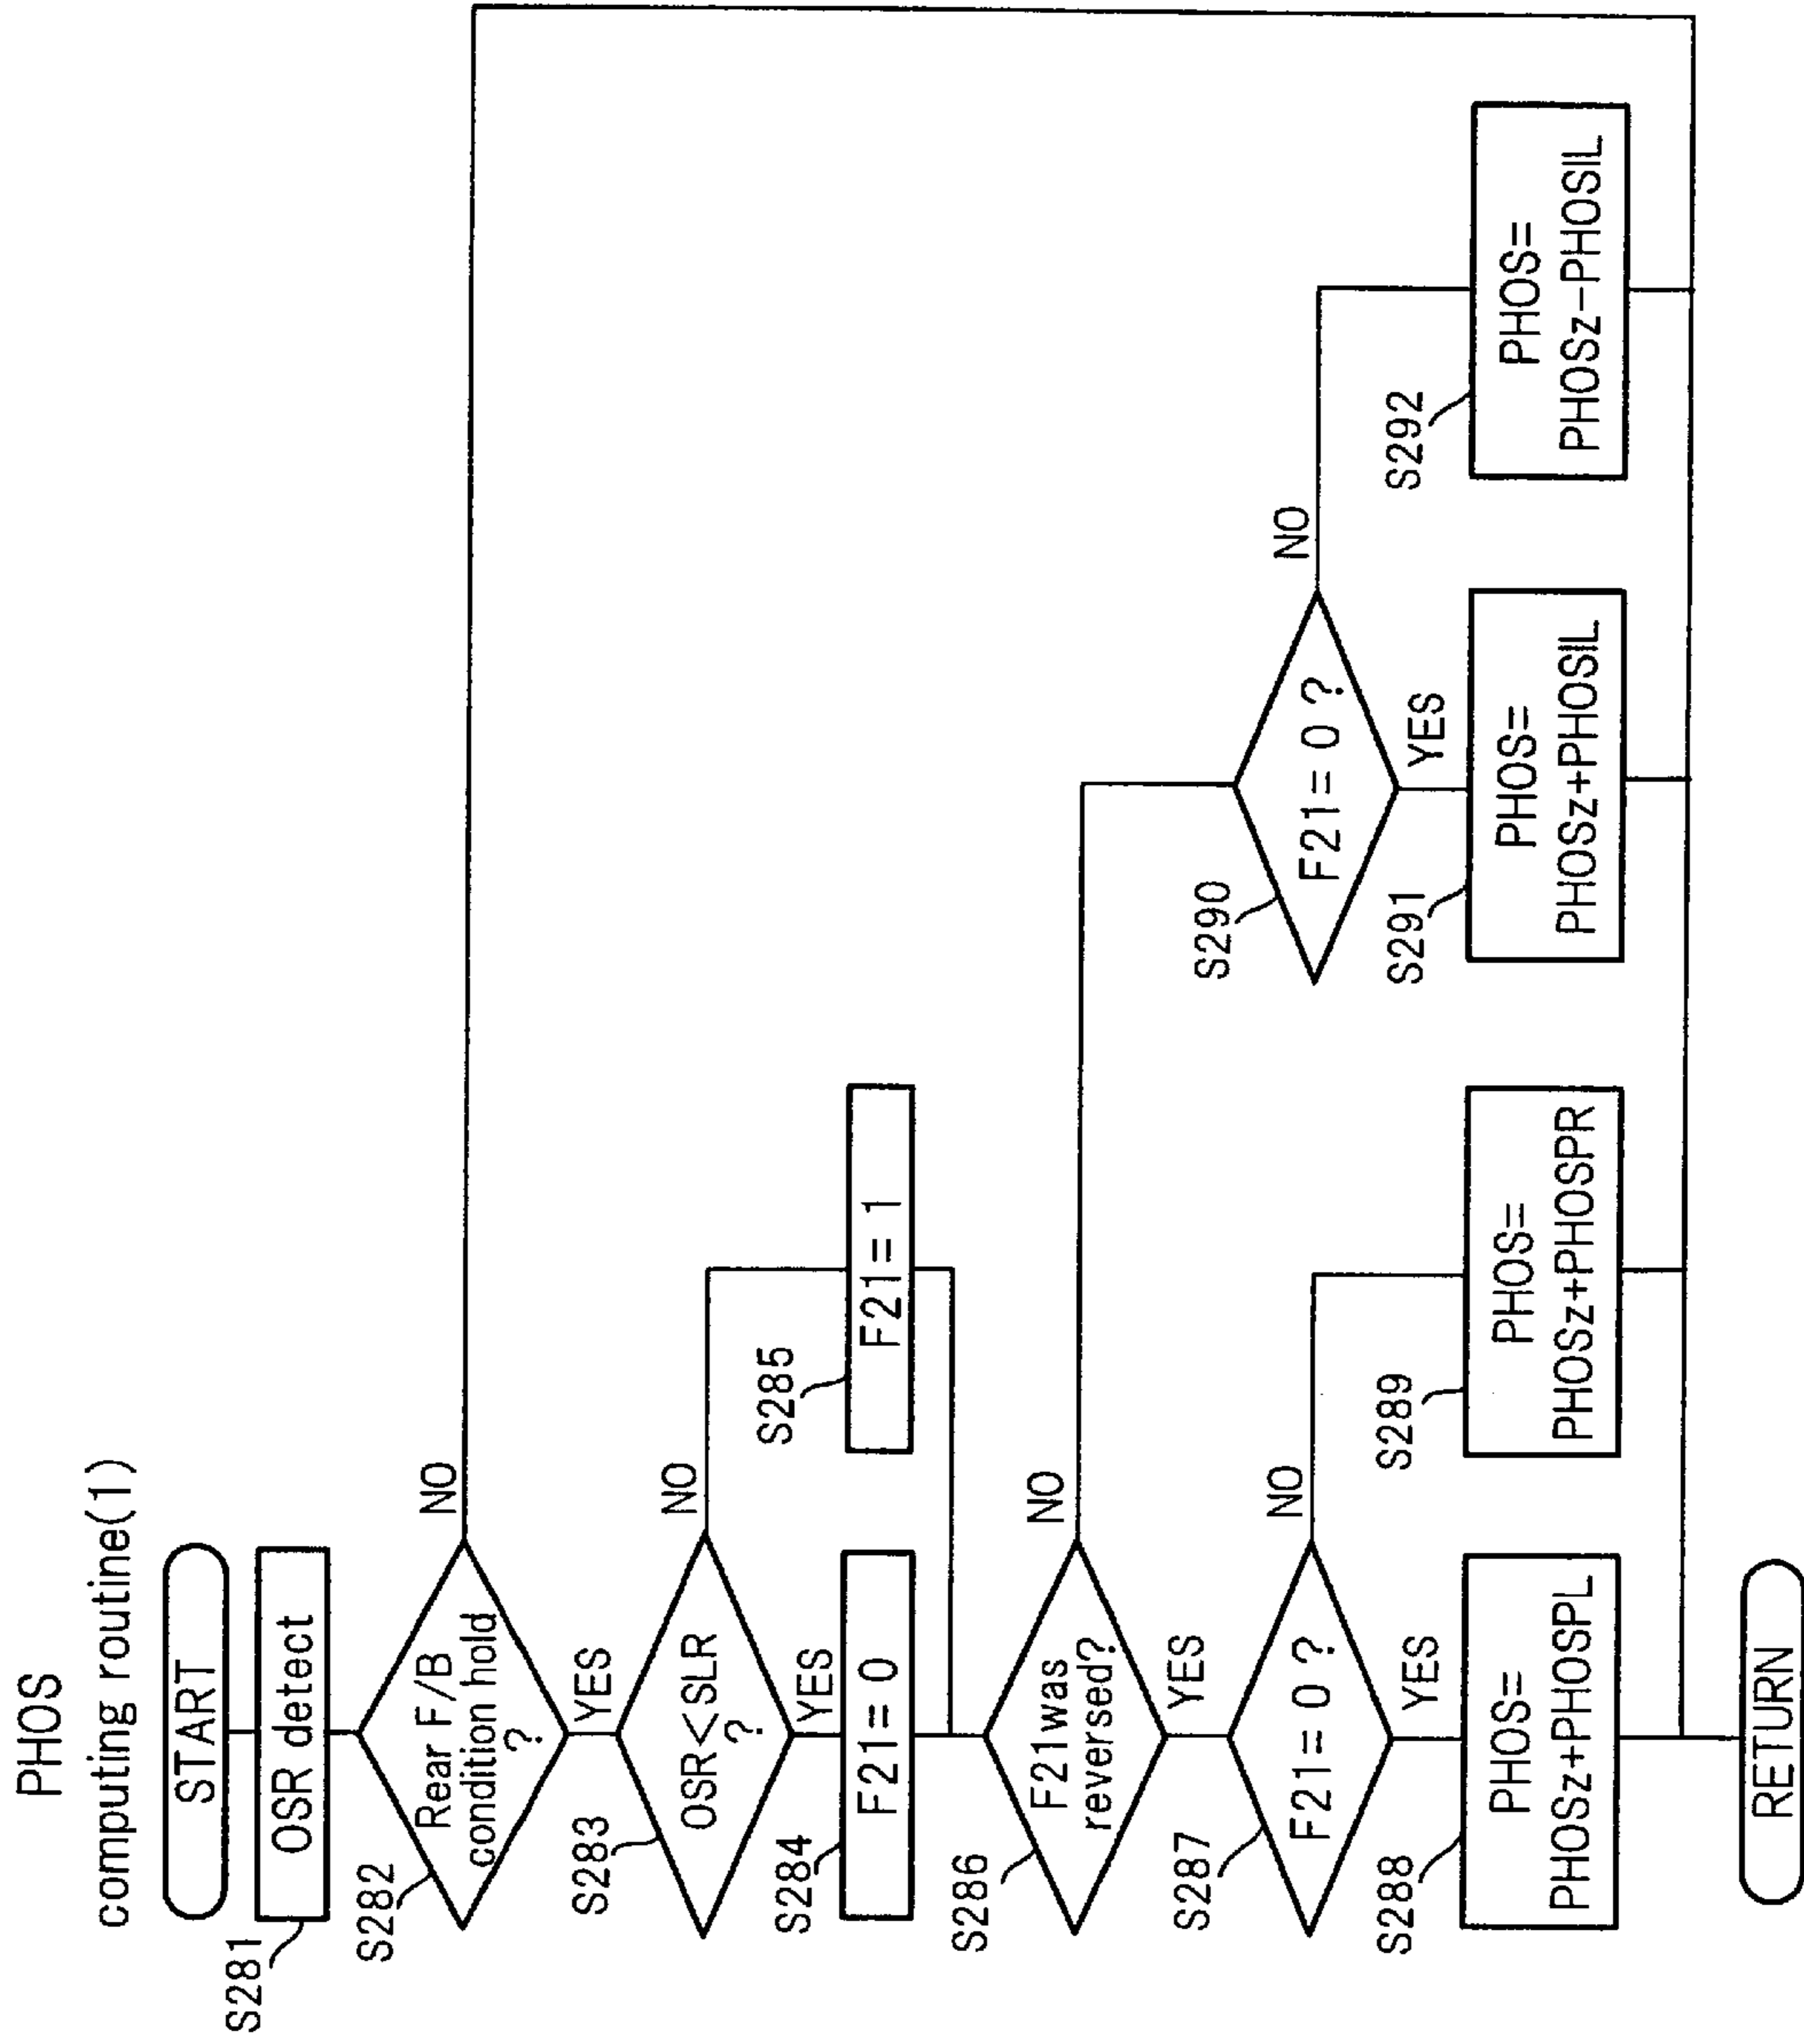 PHOS
computing routine(1)
START
S281
OSR detect
S282
Rear F/B
condition hold
?
NO
YES
S283
OSR<SLR
?
NO
YES
S284
F21=0
S285
F21=1
S286
F21was
reversed?
NO
YES
S287
F21=0?
NO
YES
S288
PHOS=
PHOSz+PHOSPL
S289
PHOS=
PHOSz+PHOSPR
S290
F21=0?
NO
YES
S291
PHOS=
PHOSz+PHOSIL
S292
PHOS=
PHOSz-PHOSIL
RETURN